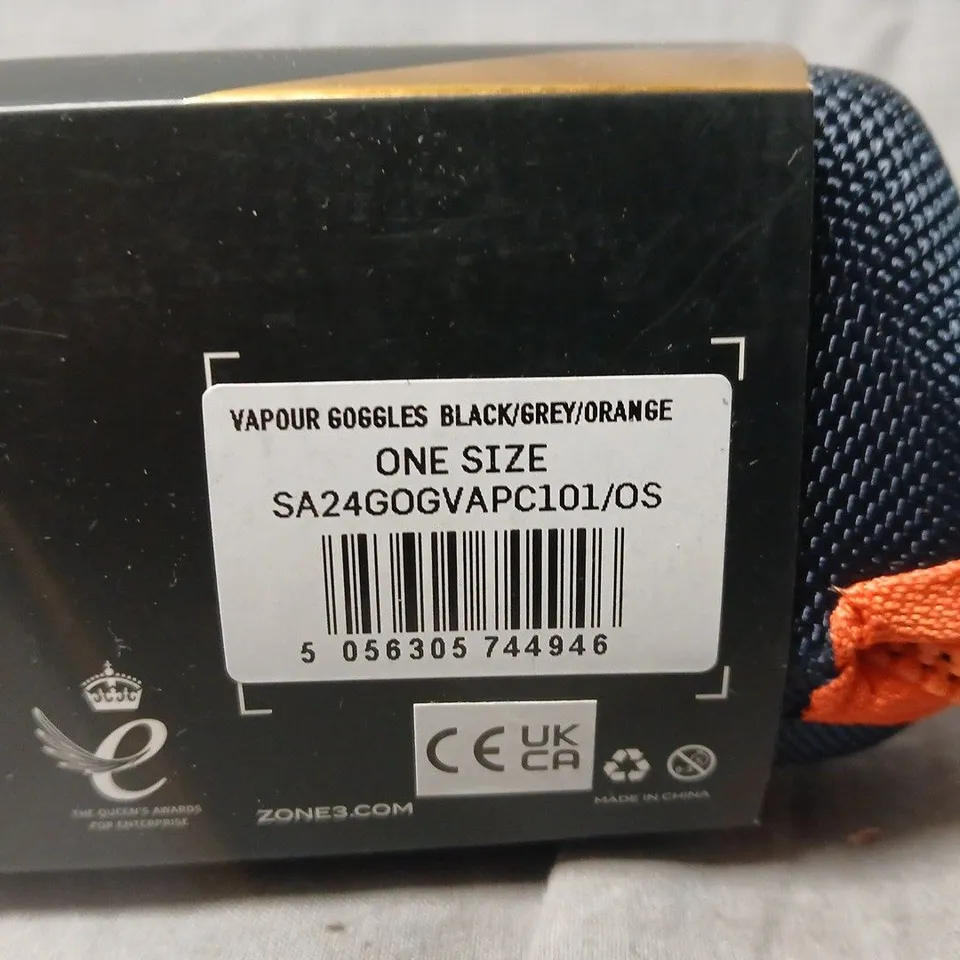 VAPOUR GOGGLES BLACK/GREY/ORANGE
ONE SIZE
SA24GOGVAPC101/OS
5 056305 744946
e
THE QUEEN'S AWARDS
FOR ENTERPRISE
ZONE3.COM
CE UK
CA
MADE IN CHINA